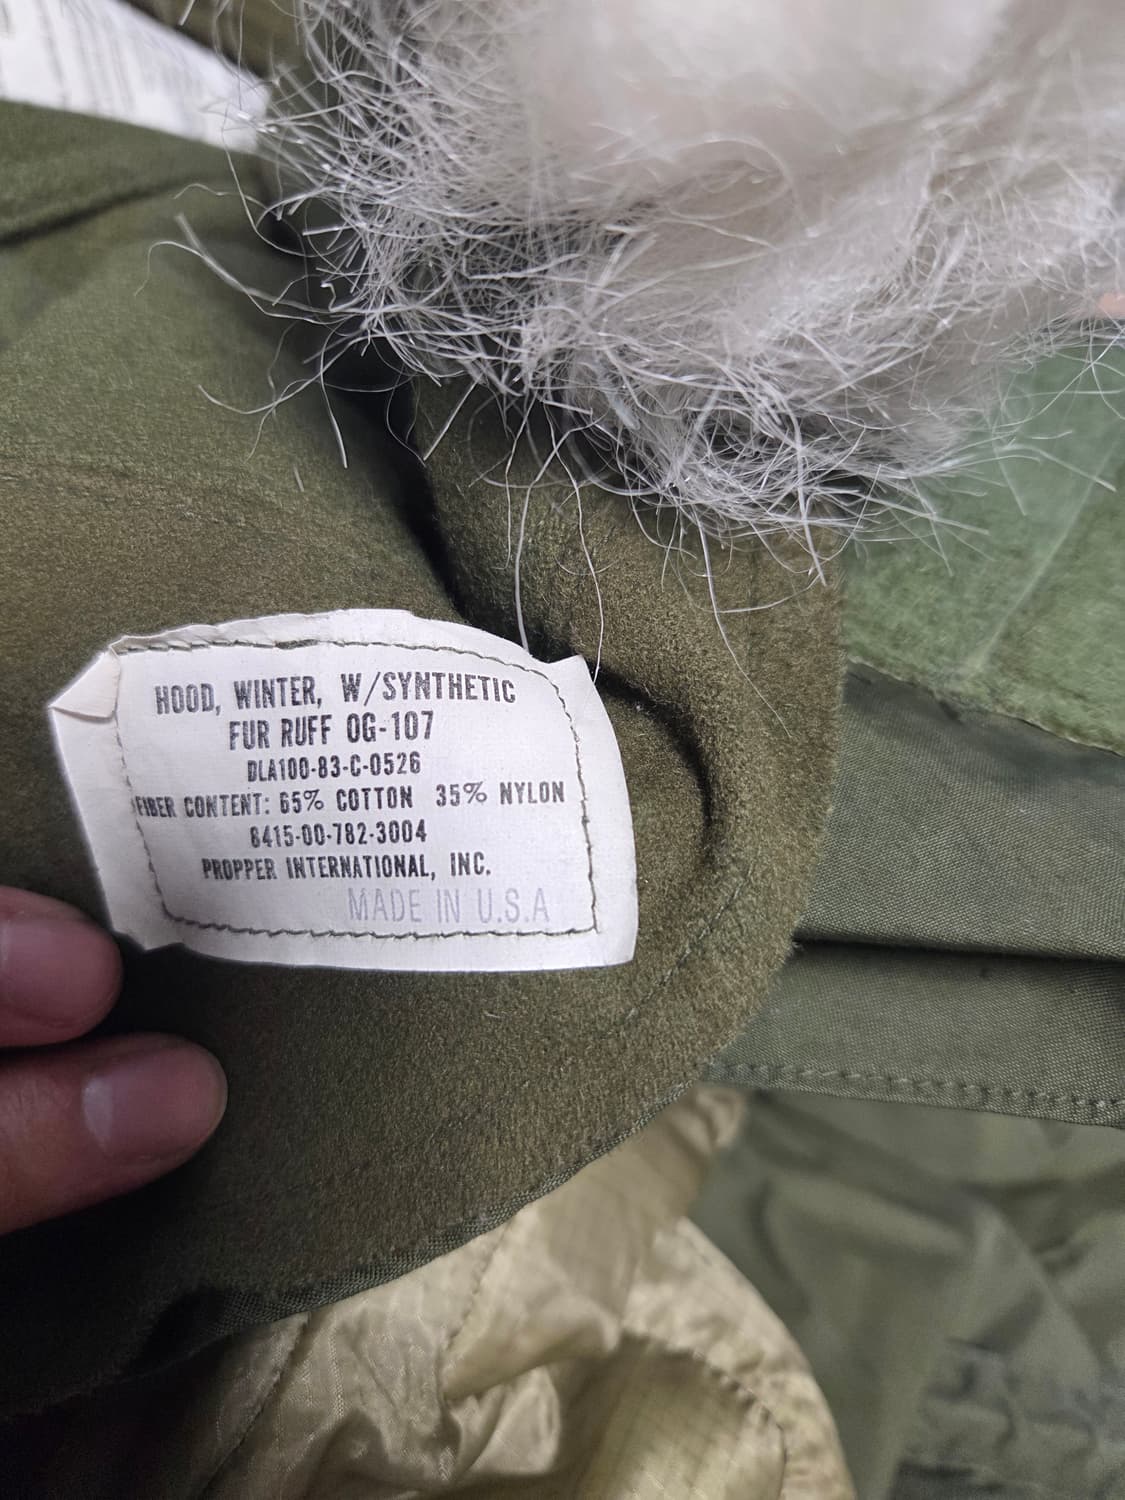 HOOD, WINTER, W/SYNTHETIC
FUR RUFF OG-107
DLA100-83-C-0526
FIBER CONTENT: 65% COTTON 35% NYLON
8415-00-782-3004
PROPPER INTERNATIONAL, INC.
MADE IN U.S.A